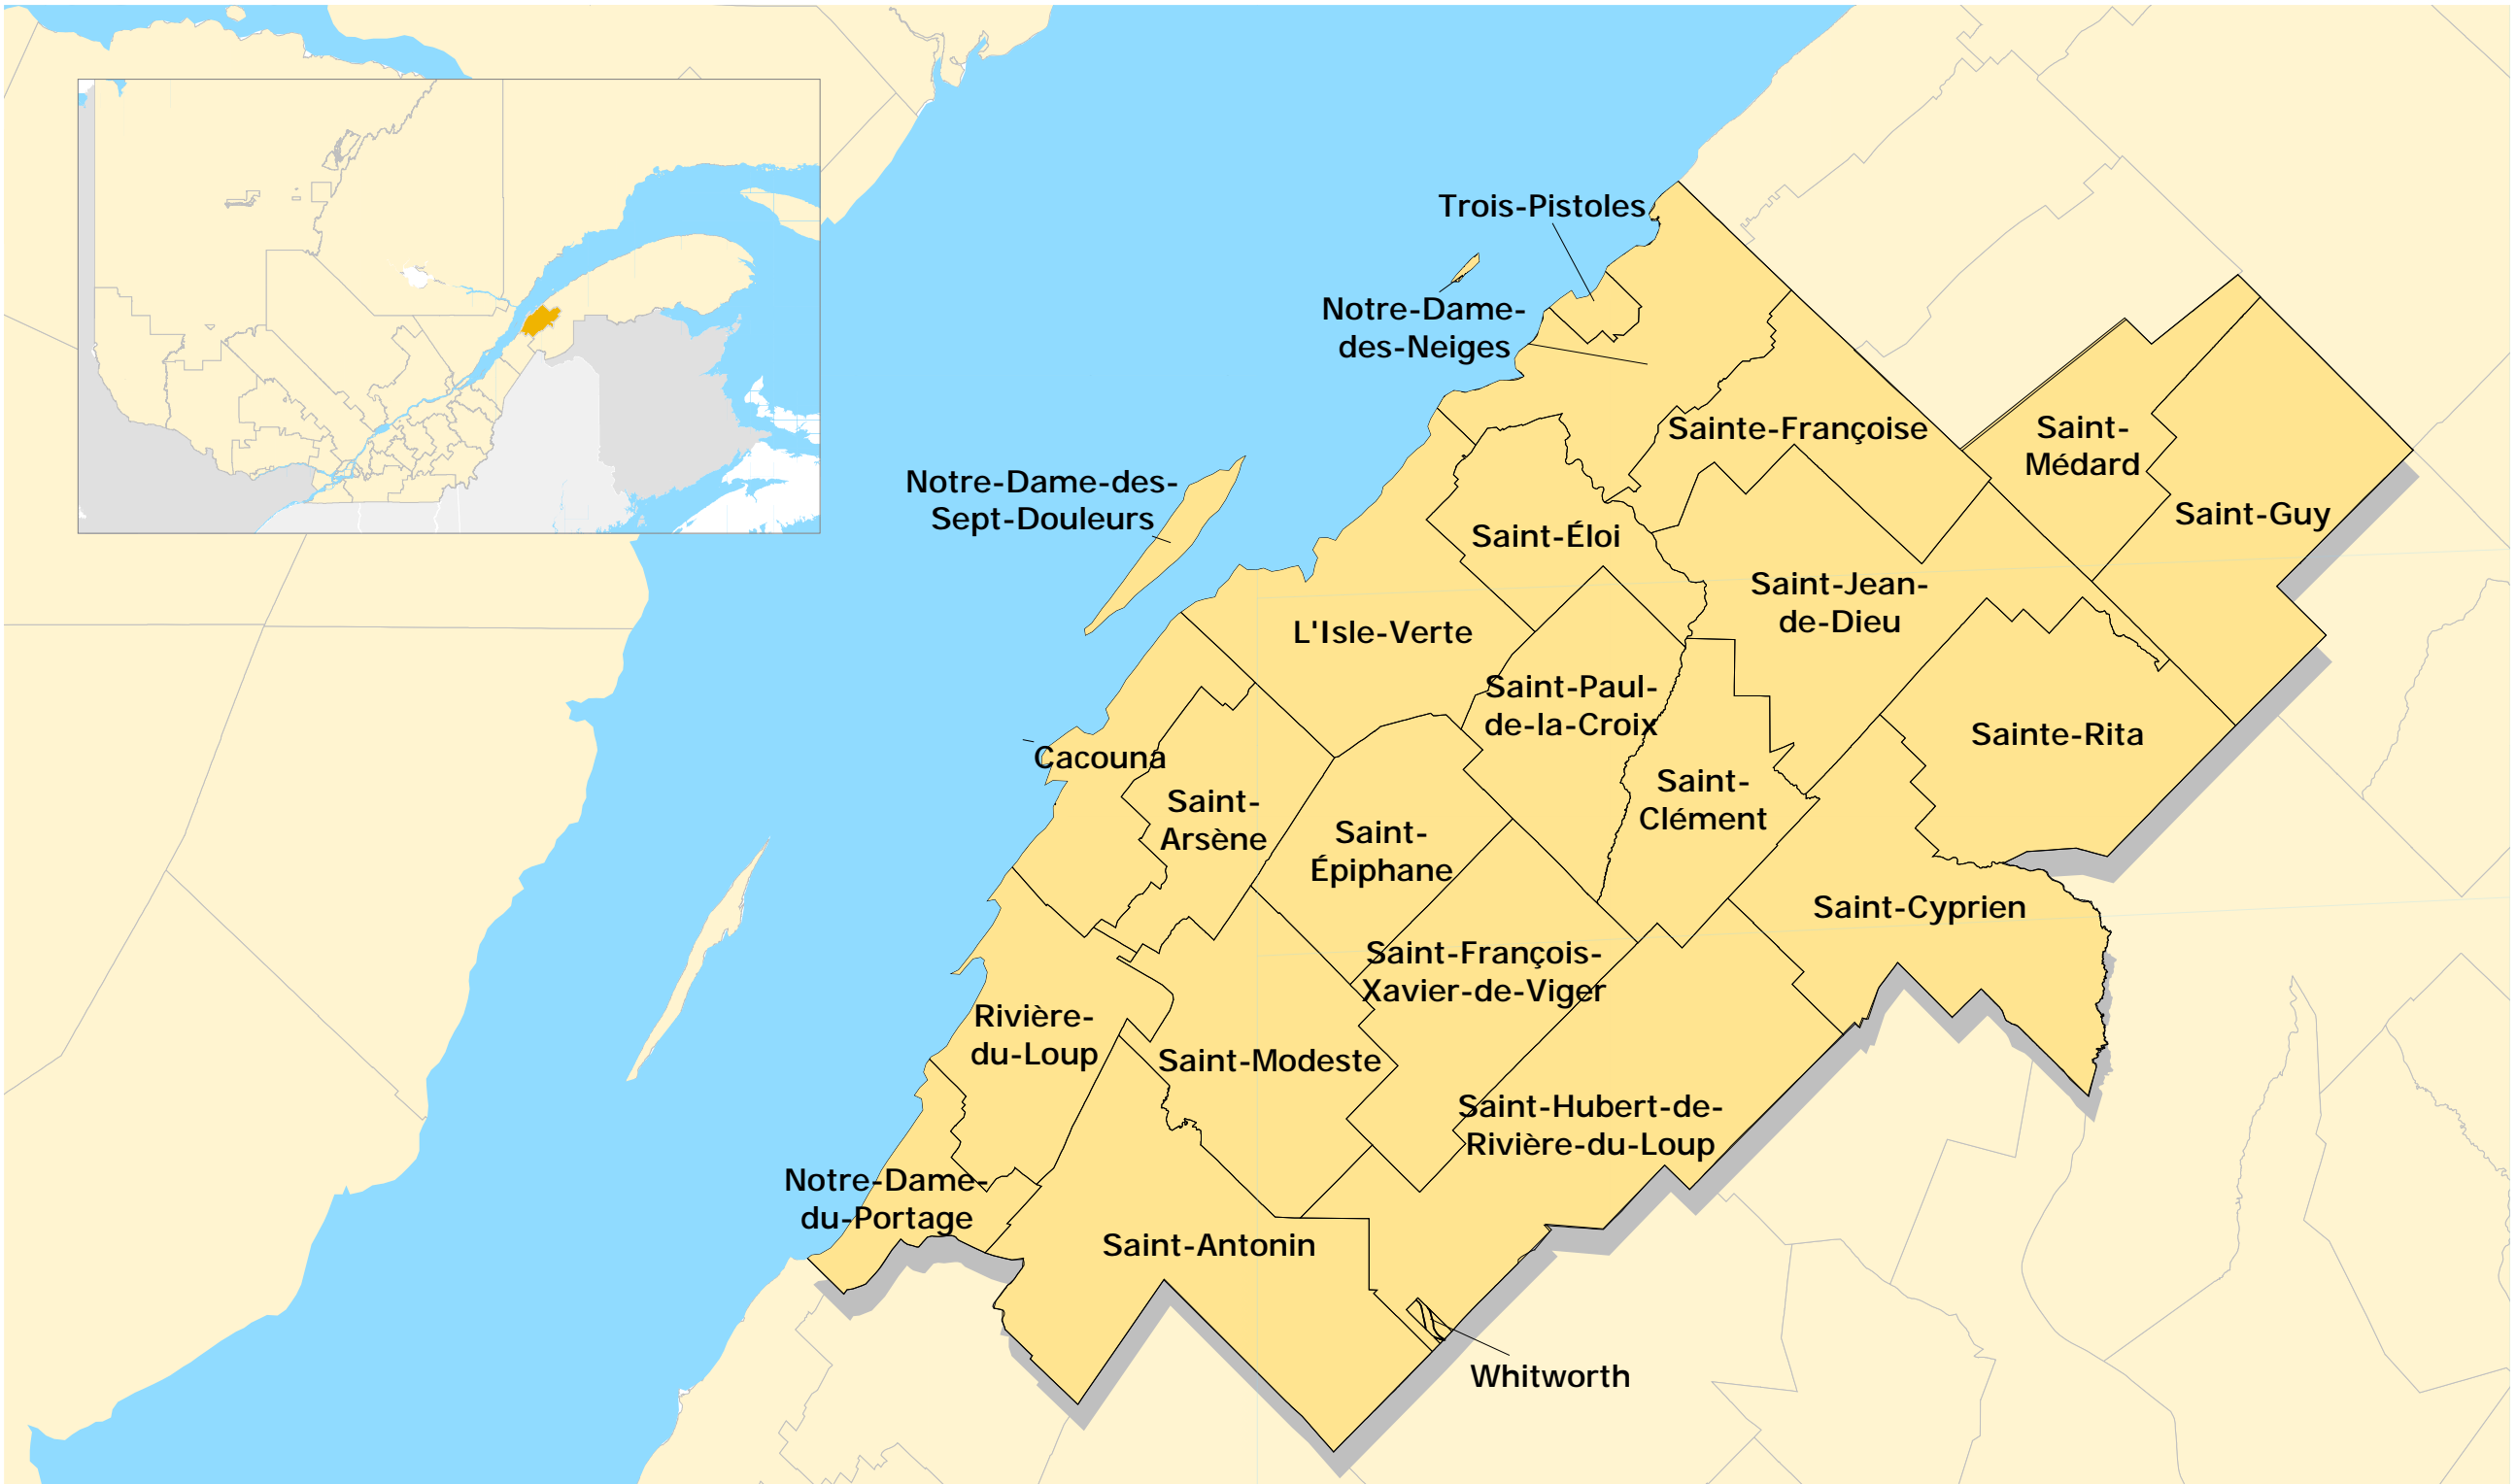 Trois-Pistoles
Notre-Dame-
des-Neiges
Sainte-Françoise
Saint-
Médard
Notre-Dame-des-
Sept-Douleurs
Saint-Guy
Saint-Éloi
Saint-Jean-
de-Dieu
L'Isle-Verte
Saint-Paul-
de-la-Croix
Sainte-Rita
Cacouna
Saint-
Clément
Saint-
Arsène
Saint-
Épiphane
Saint-Cyprien
Saint-François-
Xavier-de-Viger
Rivière-
du-Loup
Saint-Modeste
Saint-Hubert-de-
Rivière-du-Loup
Notre-Dame-
du-Portage
Saint-Antonin
Whitworth